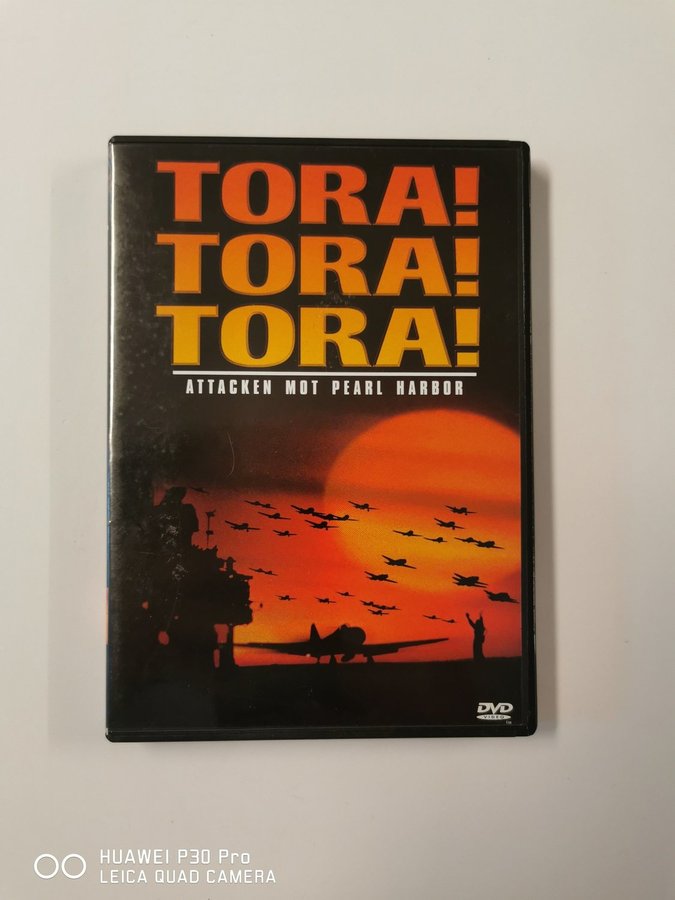 TORA!
TORA!
TORA!
ATTACKEN MOT PEARL HARBOR
DVD
VIDEO
HUAWEI P30 Pro
LEICA QUAD CAMERA